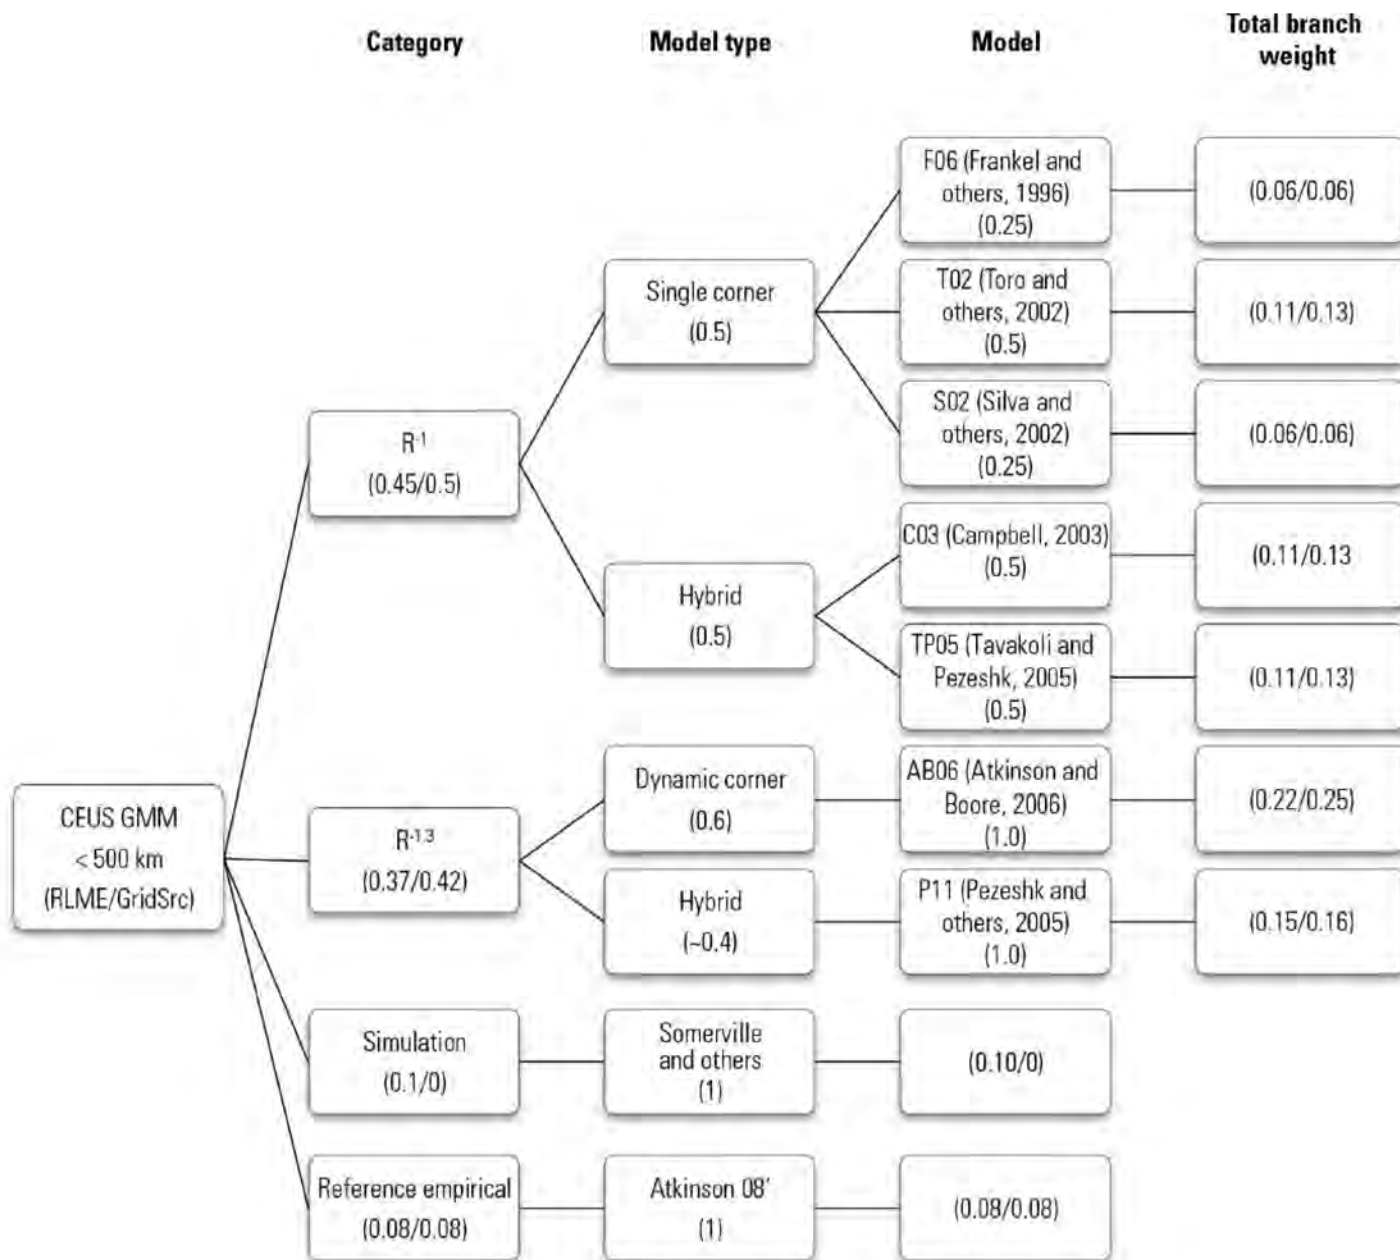 Category
Model type
Model
Total branch
weight
F06 (Frankel and
others, 1996)
(0.25)
(0.06/0.06)
Single corner
(0.5)
T02 (Toro and
others, 2002)
(0.5)
(0.11/0.13)
S02 (Silva and
others, 2002)
(0.25)
(0.06/0.06)
R-1
(0.45/0.5)
Hybrid
(0.5)
C03 (Campbell, 2003)
(0.5)
(0.11/0.13
TP05 (Tavakoli and
Pezeshk, 2005)
(0.5)
(0.11/0.13)
CEUS GMM
< 500 km
(RLME/GridSrc)
R-1.3
(0.37/0.42)
Dynamic corner
(0.6)
AB06 (Atkinson and
Boore, 2006)
(1.0)
(0.22/0.25)
Hybrid
(~0.4)
P11 (Pezeshk and
others, 2005)
(1.0)
(0.15/0.16)
Simulation
(0.1/0)
Somerville
and others
(1)
(0.10/0)
Reference empirical
(0.08/0.08)
Atkinson 08'
(1)
(0.08/0.08)